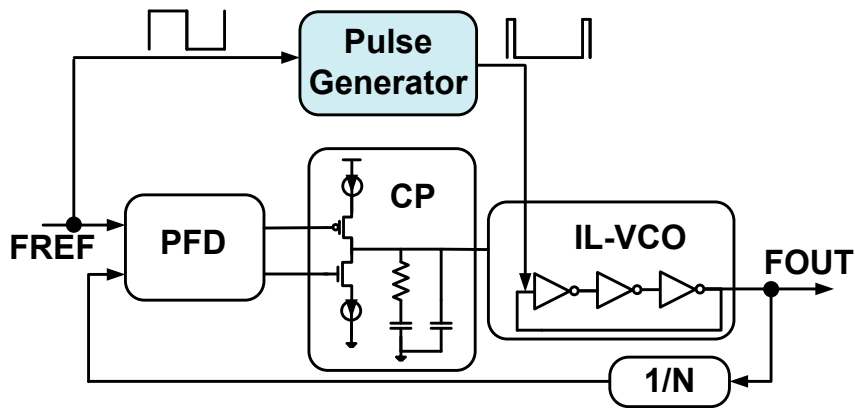 Pulse
Generator
CP
FREF
PFD
IL-VCO
FOUT
1/N